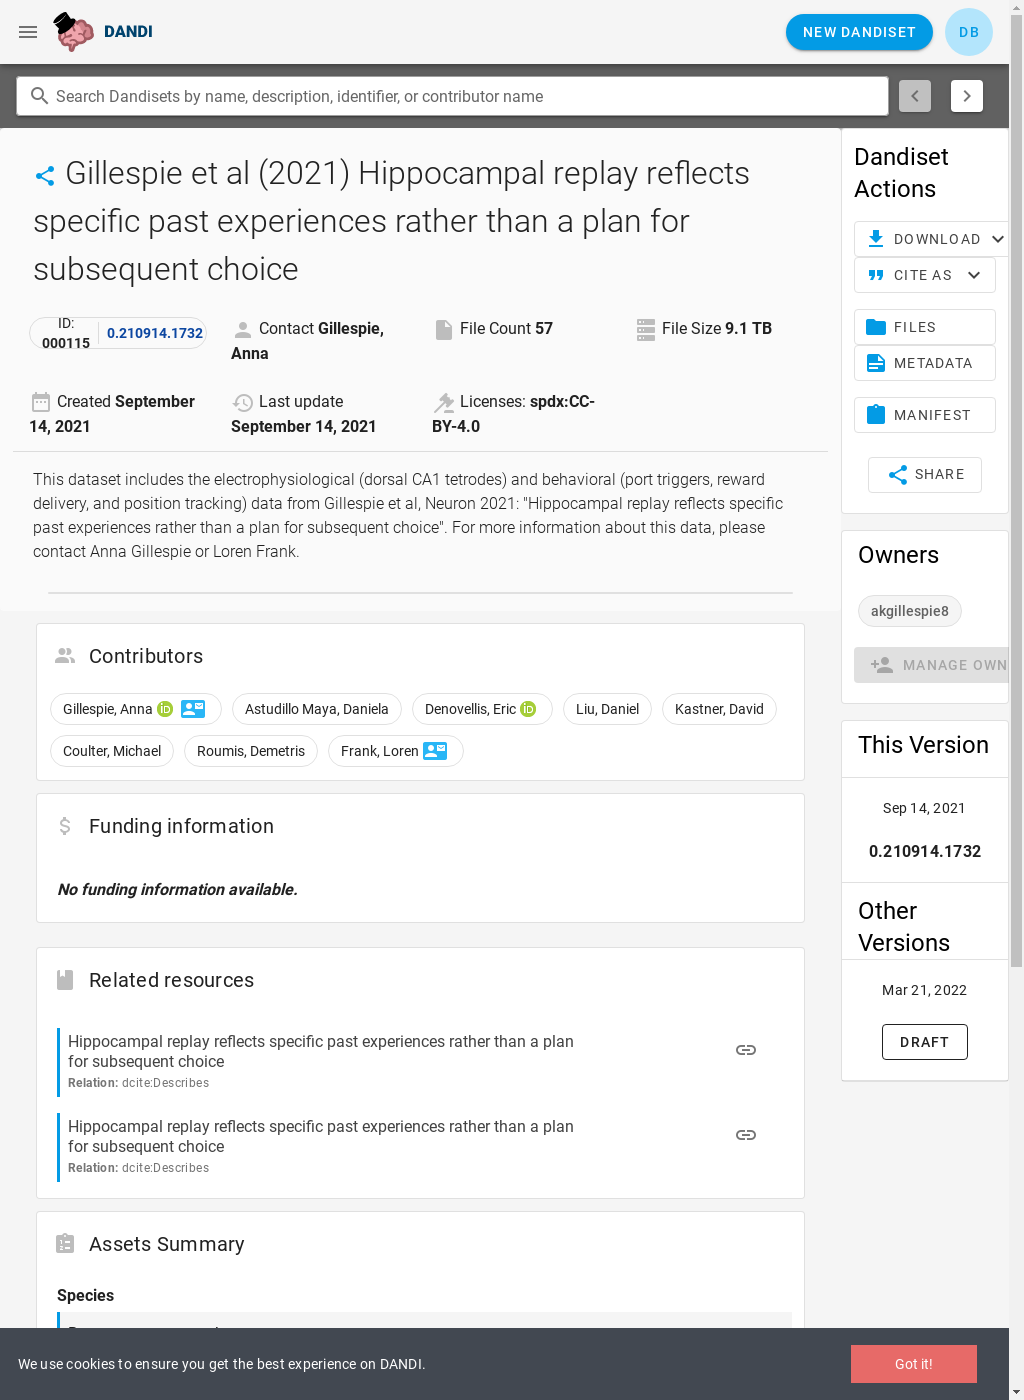 DANDI
NEW DANDISET
DB
Search Dandisets by name, description, identifier, or contributor name
Gillespie et al (2021) Hippocampal replay reflects
specific past experiences rather than a plan for
subsequent choice
ID:
000115
0.210914.1732
Contact Gillespie,
Anna
File Count 57
File Size 9.1 TB
Created September
14, 2021
Last update
September 14, 2021
Licenses: spdx:CC-
BY-4.0
This dataset includes the electrophysiological (dorsal CA1 tetrodes) and behavioral (port triggers, reward
delivery, and position tracking) data from Gillespie et al, Neuron 2021: "Hippocampal replay reflects specific
past experiences rather than a plan for subsequent choice". For more information about this data, please
contact Anna Gillespie or Loren Frank.
Contributors
Gillespie, Anna
Astudillo Maya, Daniela
Denovellis, Eric
Liu, Daniel
Kastner, David
Coulter, Michael
Roumis, Demetris
Frank, Loren
Funding information
No funding information available.
Related resources
Hippocampal replay reflects specific past experiences rather than a plan
for subsequent choice
Relation: dcite:Describes
Hippocampal replay reflects specific past experiences rather than a plan
for subsequent choice
Relation: dcite:Describes
Assets Summary
Species
Dandiset
Actions
DOWNLOAD
CITE AS
FILES
METADATA
MANIFEST
SHARE
Owners
akgillespie8
MANAGE OWN
This Version
Sep 14, 2021
0.210914.1732
Other
Versions
Mar 21, 2022
DRAFT
We use cookies to ensure you get the best experience on DANDI.
Got it!